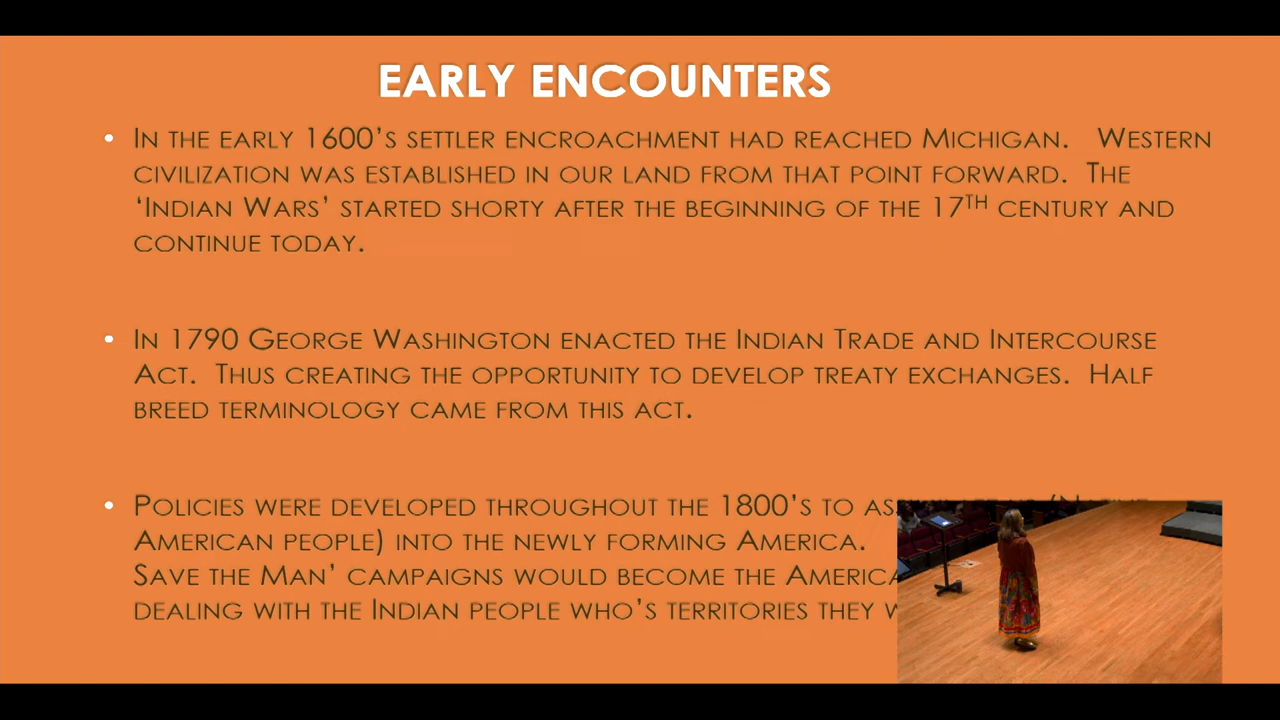 EARLY ENCOUNTERS
• In the early 1600's settler encroachment had reached Michigan. Western
civilization was established in our land from that point forward. The
'Indian Wars' started shorty after the beginning of the 17th century and
continue today.
• In 1790 George Washington enacted the Indian Trade and Intercourse
Act. Thus creating the opportunity to develop treaty exchanges. Half
breed terminology came from this act.
• Policies were developed throughout the 1800's to
American people) into the newly forming America.
Save the Man' campaigns would become the
dealing with the Indian people who's territories they